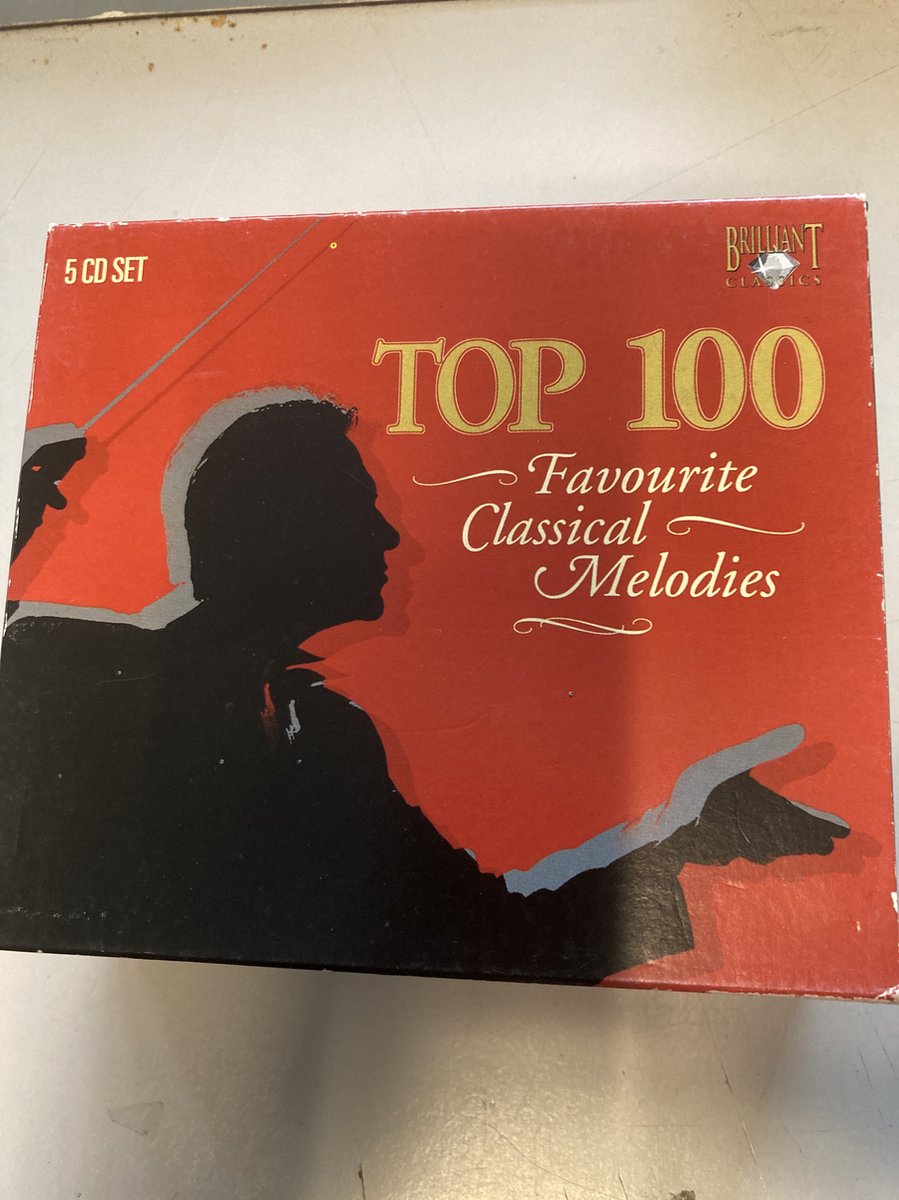 5 CD SET
BRILLIANT
CLASSICS
TOP 100
Favourite
Classical
Melodies